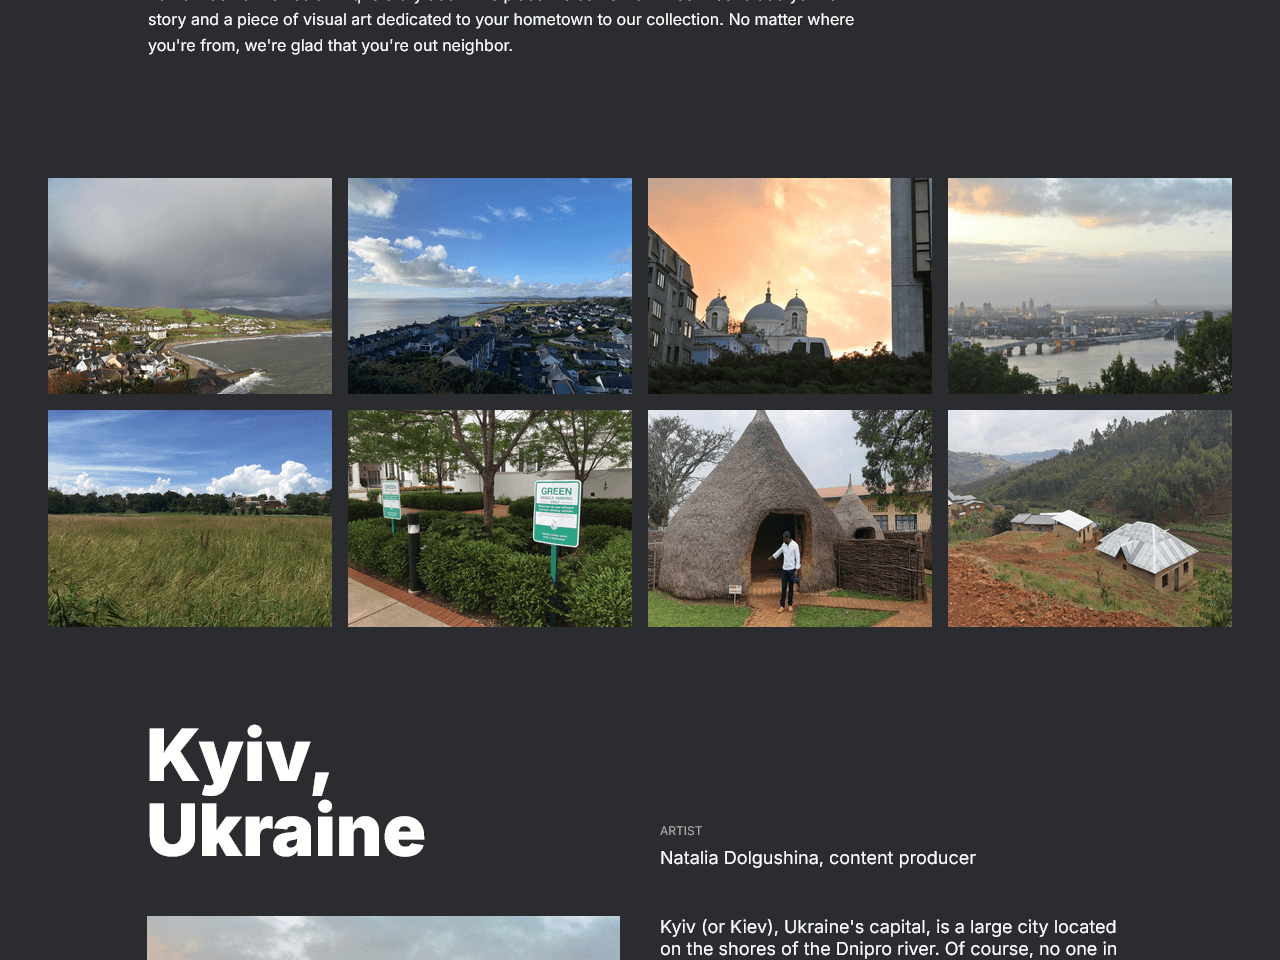 story and a piece of visual art dedicated to your hometown to our collection. No matter where
you're from, we're glad that you're out neighbor.
GREEN
Kyiv,
Ukraine
ARTIST
Natalia Dolgushina, content producer
Kyiv (or Kiev), Ukraine's capital, is a large city located
on the shores of the Dnipro river. Of course, no one in